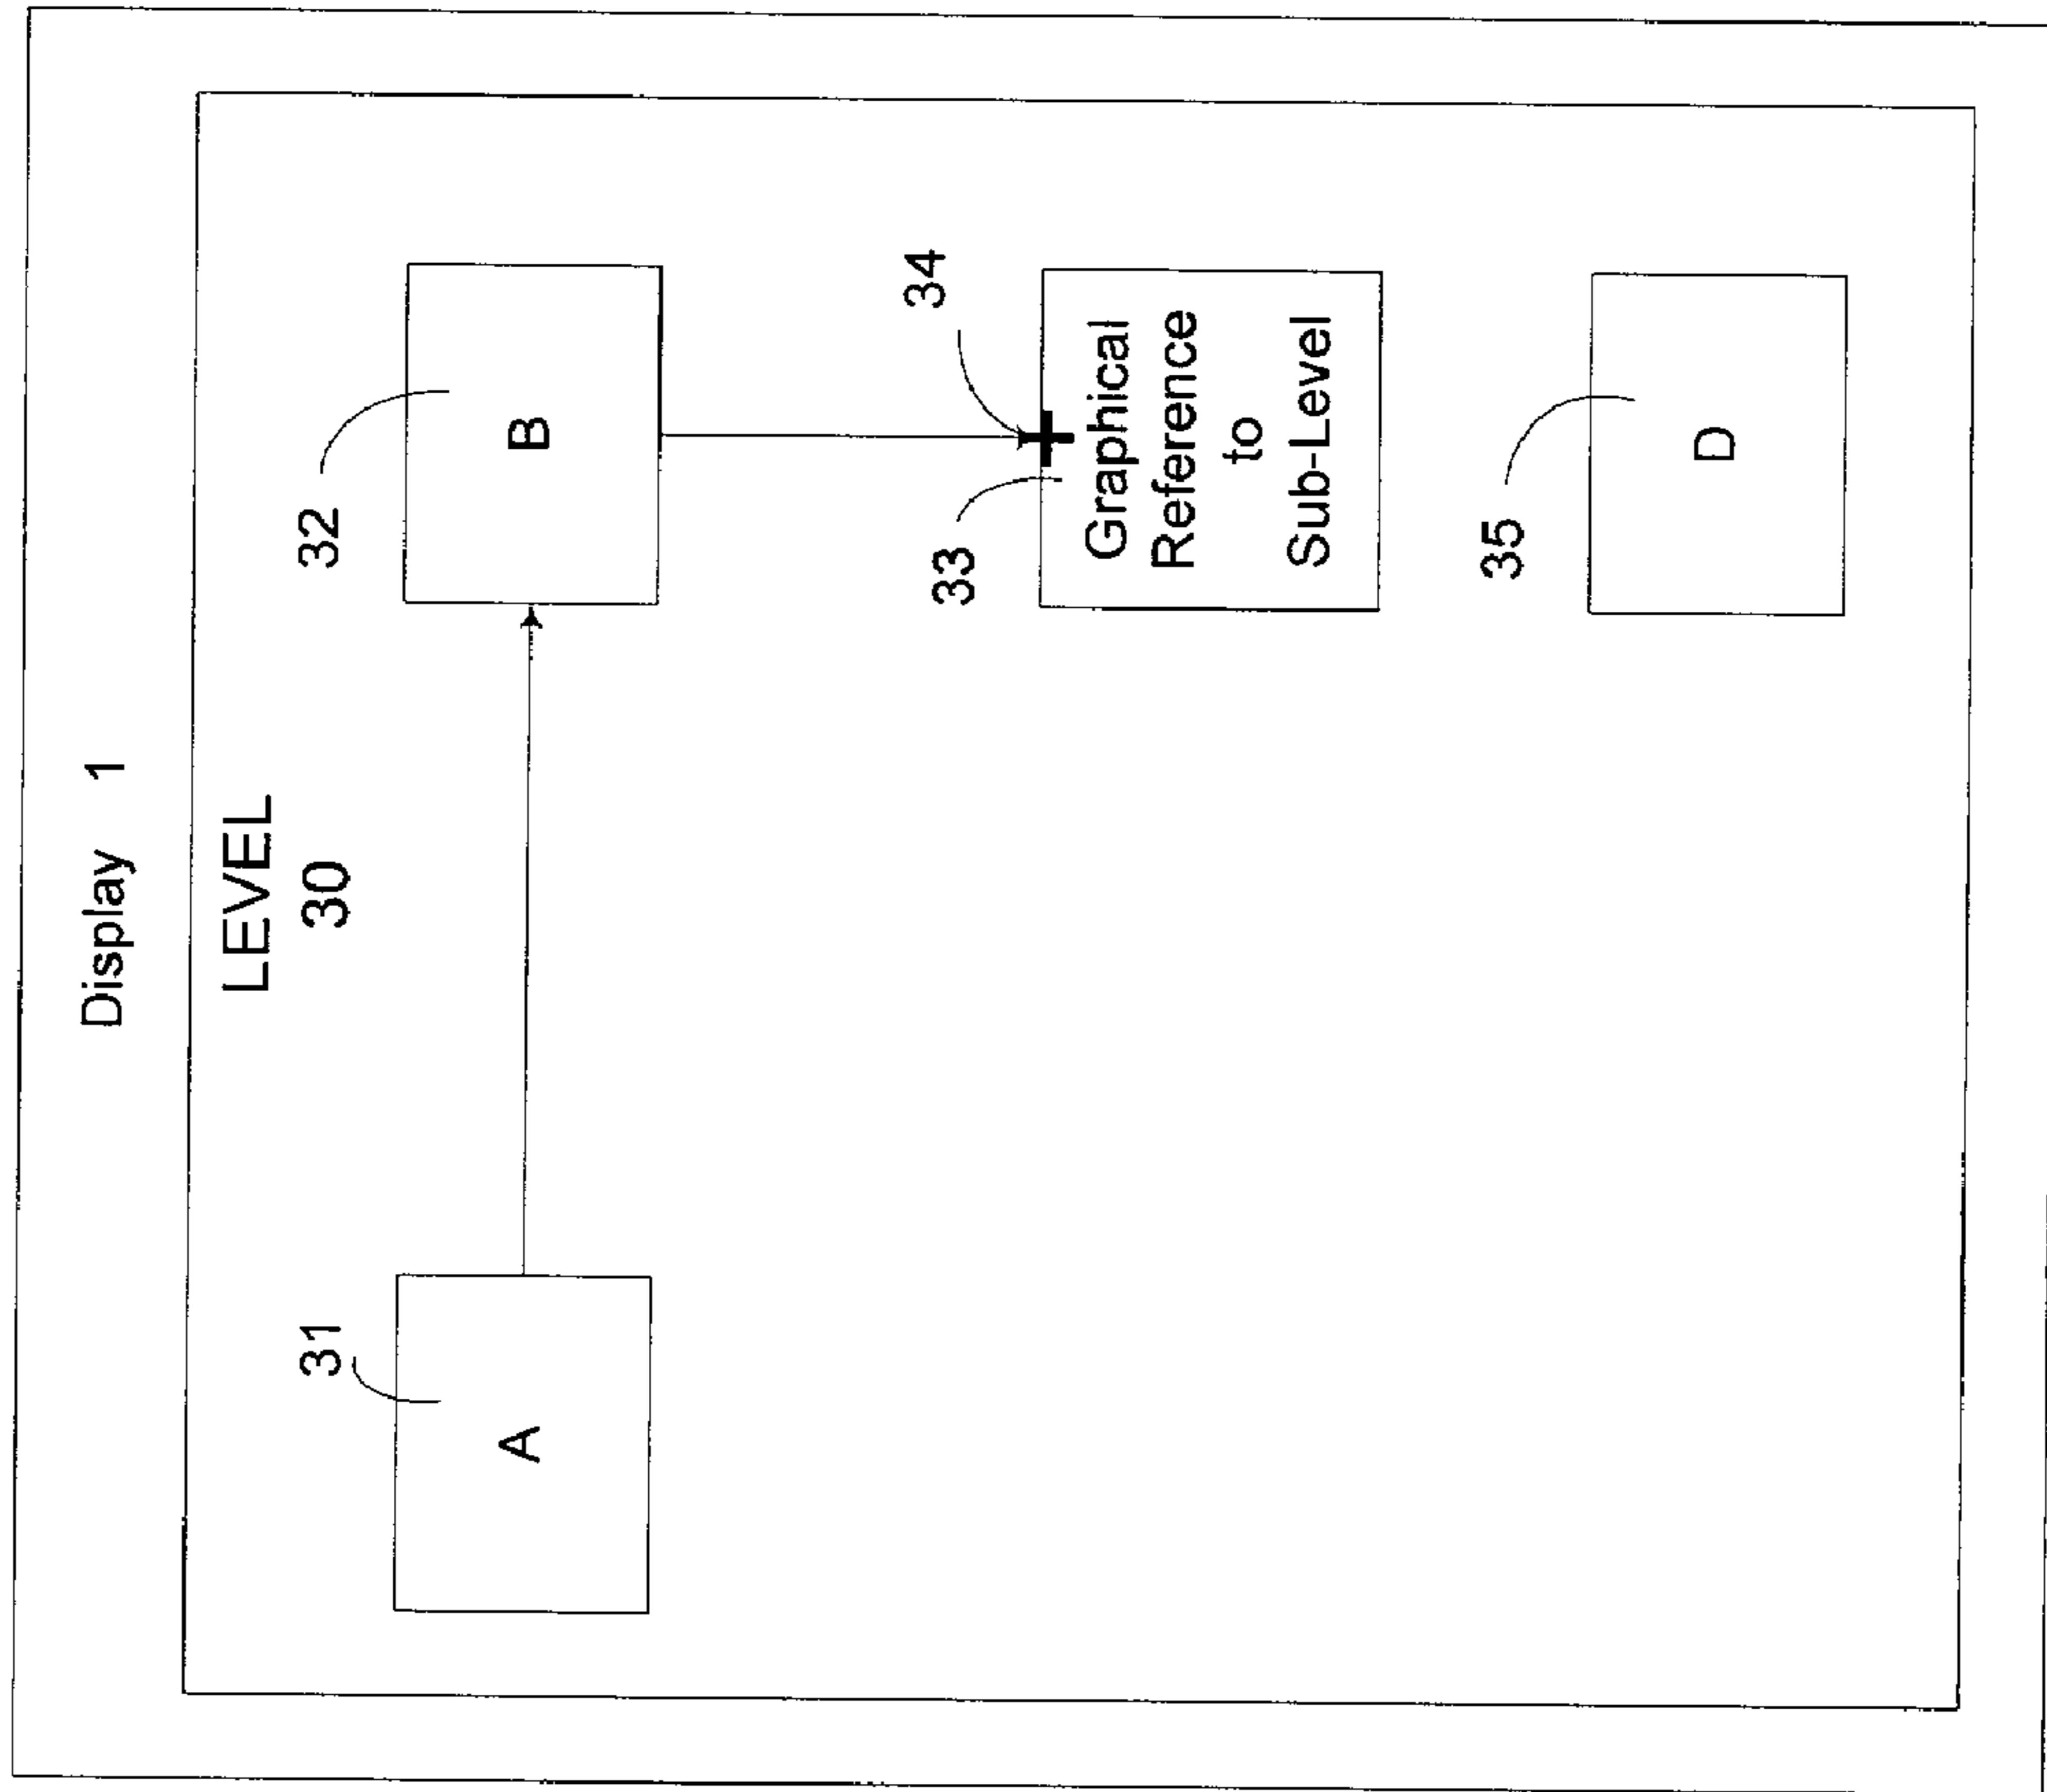 Display 1
LEVEL
30
31
32
A
B
33
34
Graphical
Reference
to
Sub-Level
35
D